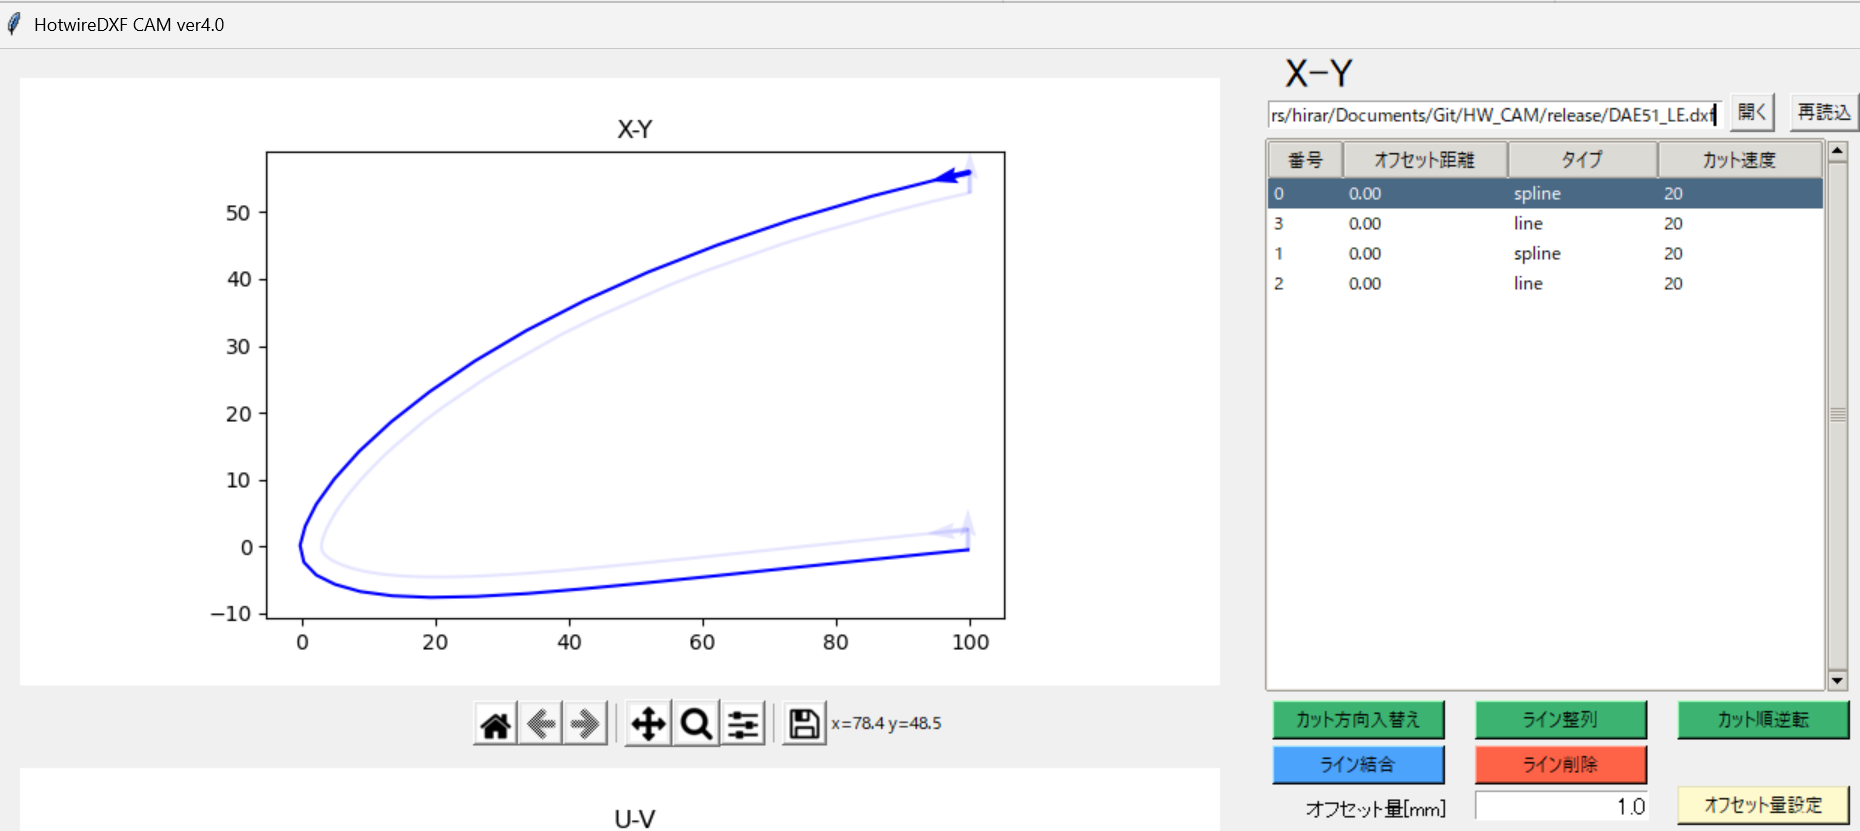 HotwireDXF CAM ver4.0
X-Y
50
40
30
20
10
0
−10
0 20 40 60 80 100
x=78.4 y=48.5
U-V
X-Y
rs/hirar/Documents/Git/HW_CAM/release/DAE51_LE.dxf 開く 再読込
番号 オフセット距離 タイプ カット速度
0 0.00 spline 20
3 0.00 line 20
1 0.00 spline 20
2 0.00 line 20
カット方向入替え ライン整列 カット順逆転
ライン結合 ライン削除
オフセット量[mm] 1.0 オフセット量設定